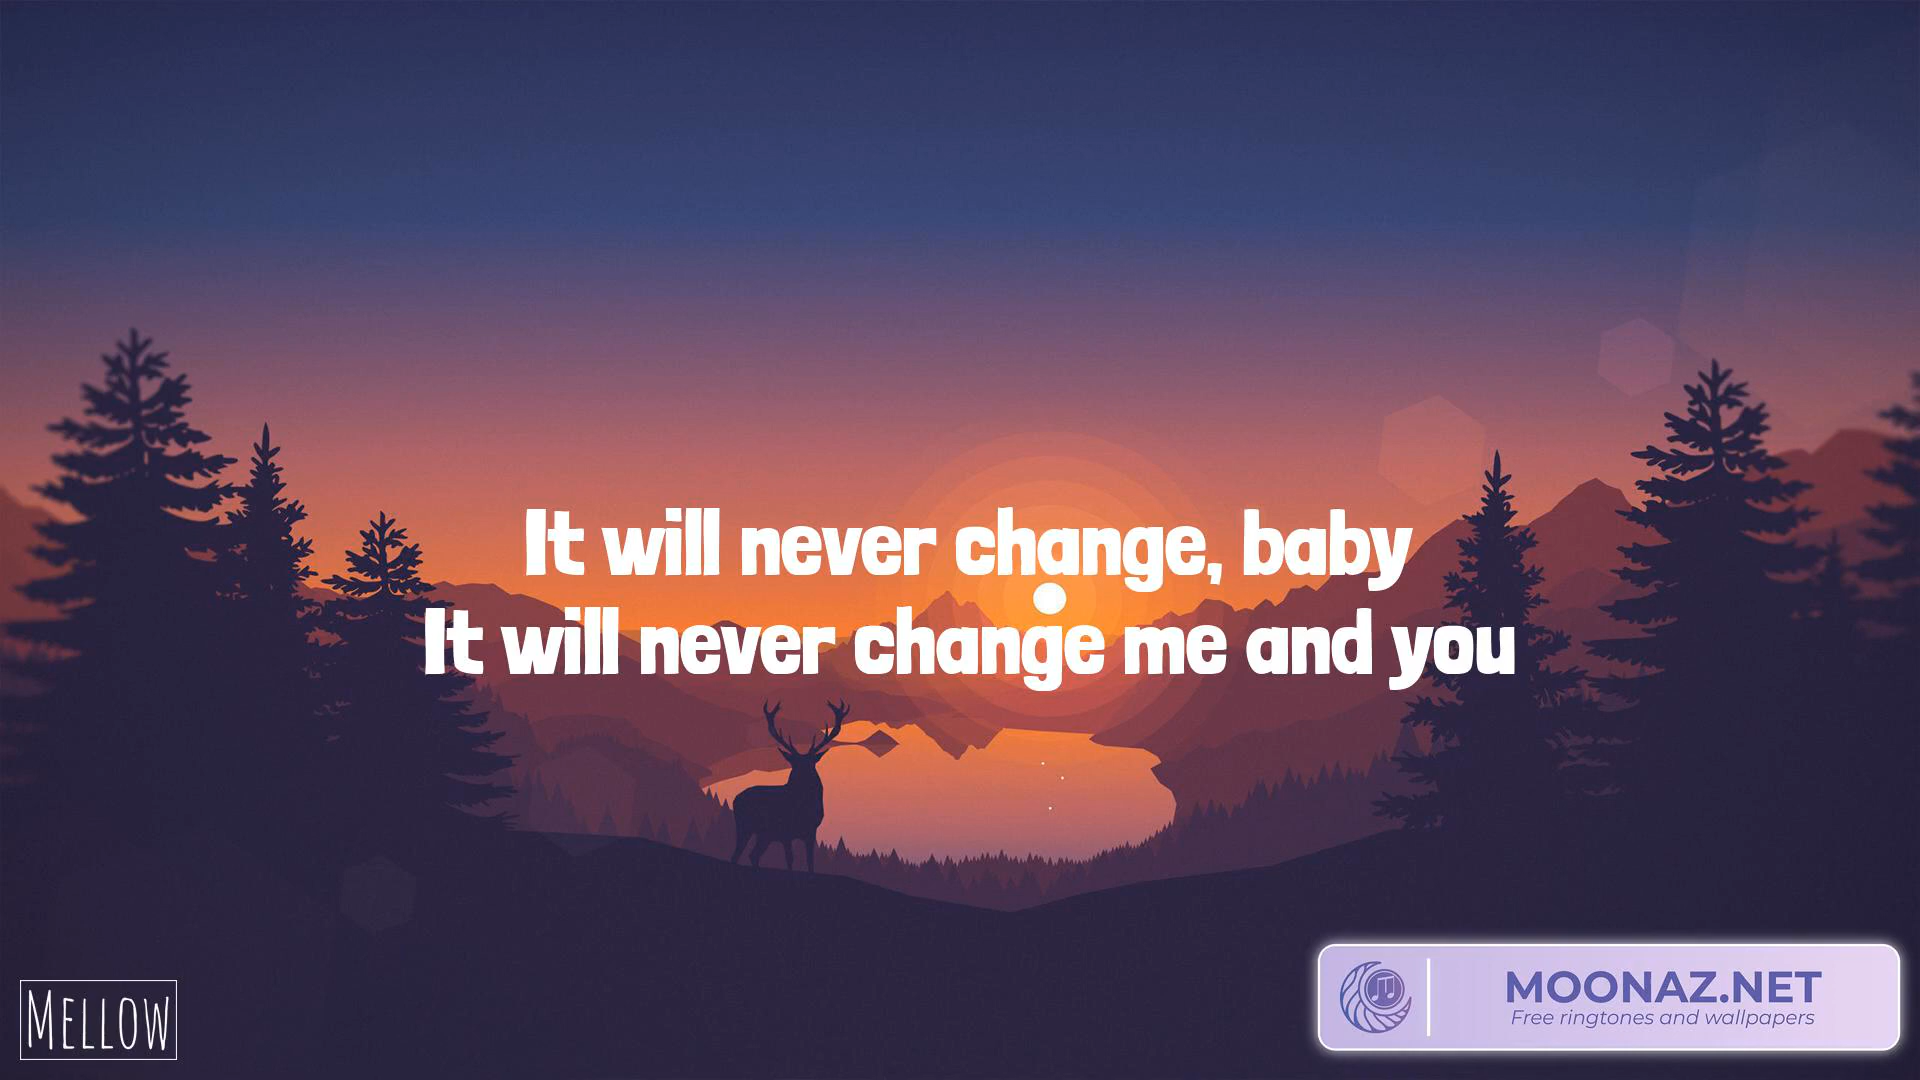 It will never change, baby
It will never change me and you
MELLOW
MOONAZ.NET
Free ringtones and wallpapers